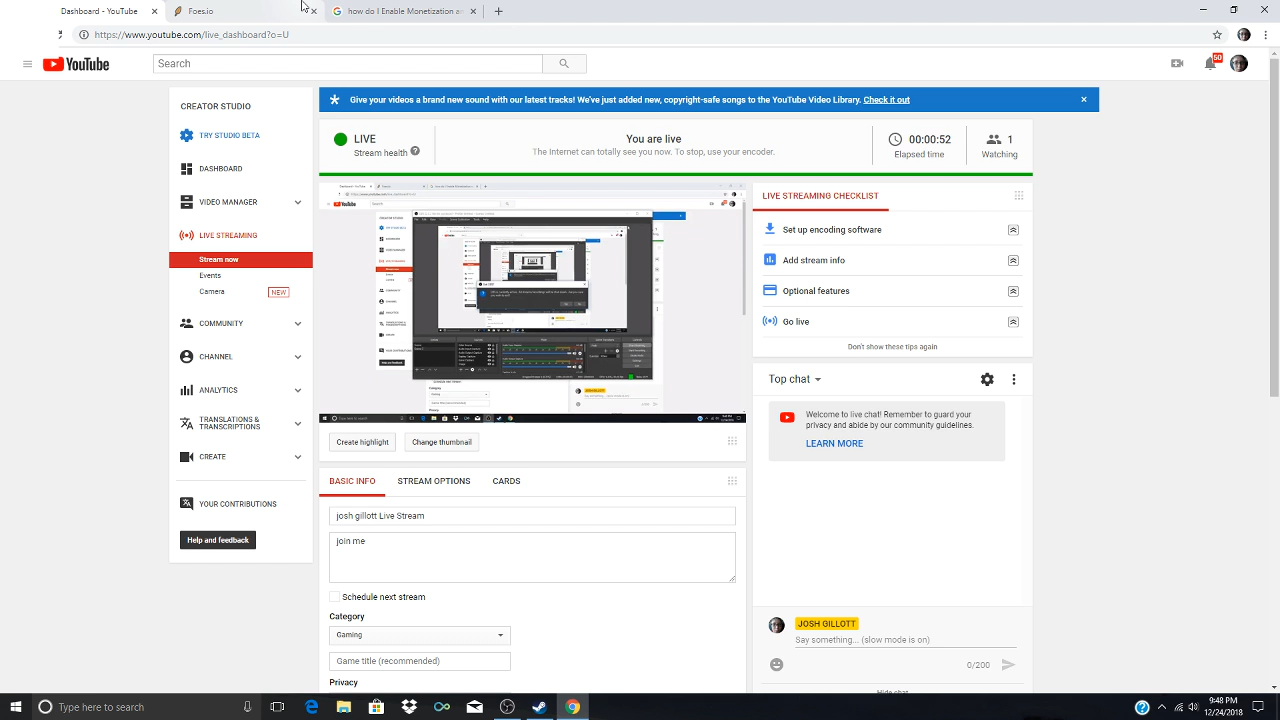 Dashboard - YouTube
Fosio
how do i Enable Monetization a
https://www.youtube.com/live_dashboard?o=U
YouTube
Search
50
CREATOR STUDIO
TRY STUDIO BETA
DASHBOARD
VIDEO MANAGER
LIVE STREAMING
Stream now
Events
Camera
NEW
COMMUNITY
CHANNEL
ANALYTICS
TRANSLATIONS &
TRANSCRIPTIONS
CREATE
YOUR CONTRIBUTIONS
Help and feedback
Give your videos a brand new sound with our latest tracks! We've just added new, copyright-safe songs to the YouTube Video Library. Check it out
LIVE
Stream health
You are live
The Internet can totally see you now. To stop, use your encoder.
00:00:52
Elapsed time
1
Watching
Create highlight
Change thumbnail
BASIC INFO
STREAM OPTIONS
CARDS
josh gillott Live Stream
join me
Schedule next stream
Category
Gaming
Game title (recommended)
Privacy
LIVE STREAMING CHECKLIST
Set up encoding software
Add stream info
Optional features
Go live
Don't show these tips again
Top chat
Welcome to live chat! Remember to guard your
privacy and abide by our community guidelines.
LEARN MORE
JOSH GILLOTT
Say something... (slow mode is on)
0/200
Hide chat
Type here to search
9:48 PM
12/24/2018